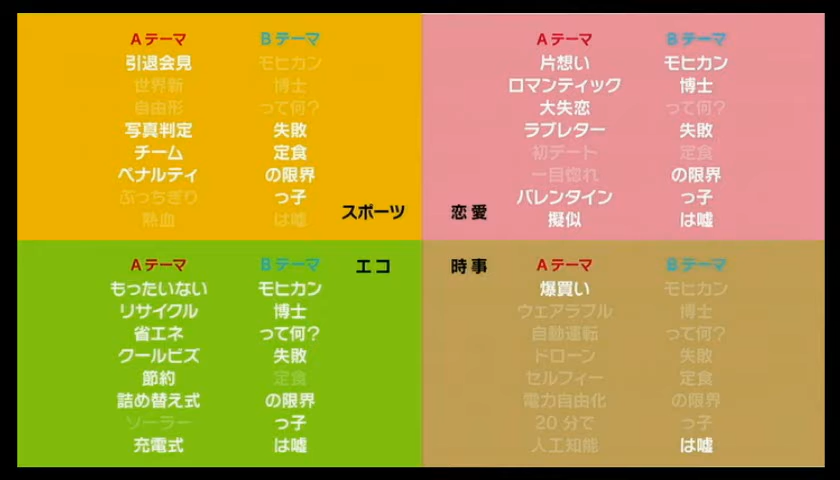 Aテーマ Bテーマ
引退会見 モヒカン
世界新 博士
自由形 って何?
写真判定 失敗
チーム 定食
ペナルティ の限界
ぶっちぎり っ子
熱血 は嘘
スポーツ
恋愛
Aテーマ Bテーマ
片想い モヒカン
ロマンティック 博士
大失恋 って何?
ラブレター 失敗
初デート 定食
一目惚れ の限界
バレンタイン っ子
擬似 は嘘
Aテーマ Bテーマ
エコ
もったいない モヒカン
リサイクル 博士
省エネ って何?
クールビズ 失敗
節約 定食
詰め替え式 の限界
ソーラー っ子
充電式 は嘘
時事
Aテーマ Bテーマ
爆買い モヒカン
ウェアラブル 博士
自動運転 って何?
ドローン 失敗
セルフィー 定食
電力自由化 の限界
20分で っ子
人工知能 は嘘